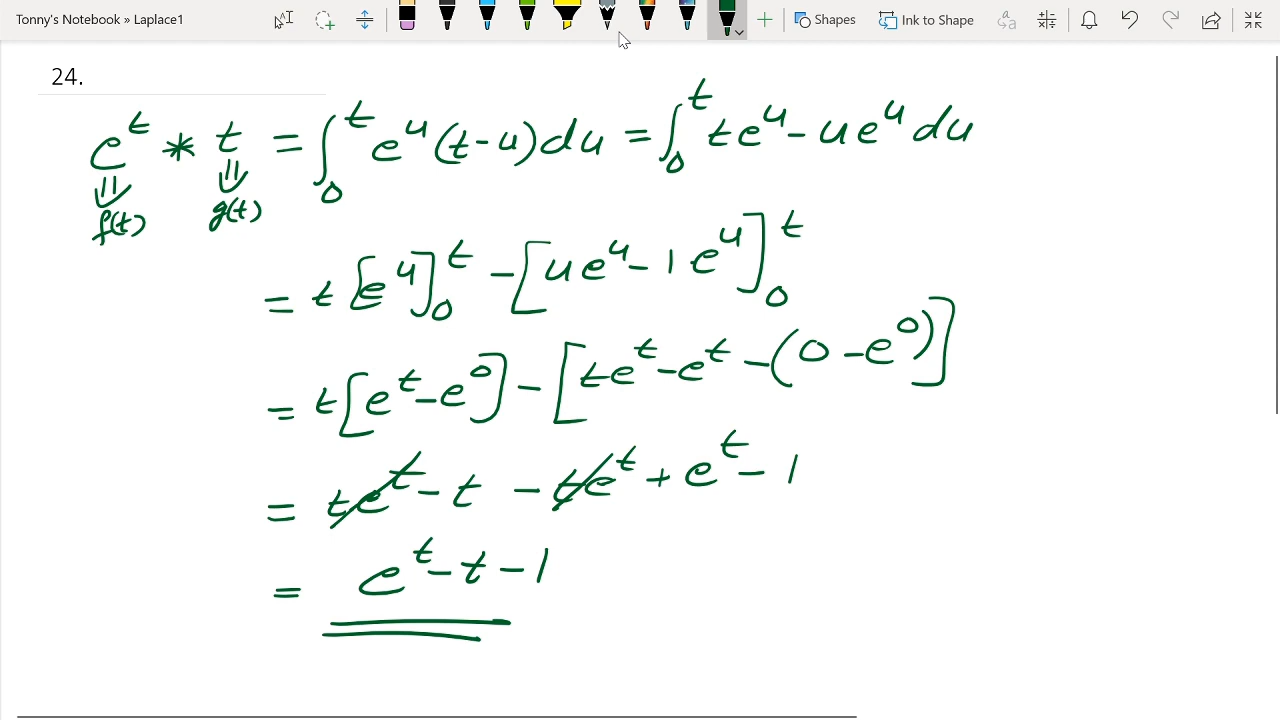 Tonny's Notebook » Laplace1
Shapes
Ink to Shape
24.
e^t * t = ∫_0^t e^u (t-u) du = ∫_0^t te^u - ue^u du
f(t) g(t)
= t [e^u]_0^t - [ue^u - 1e^u]_0^t
= t[e^t - e^0] - [te^t - e^t - (0 - e^0)]
= te^t - t - te^t + e^t - 1
= e^t - t - 1